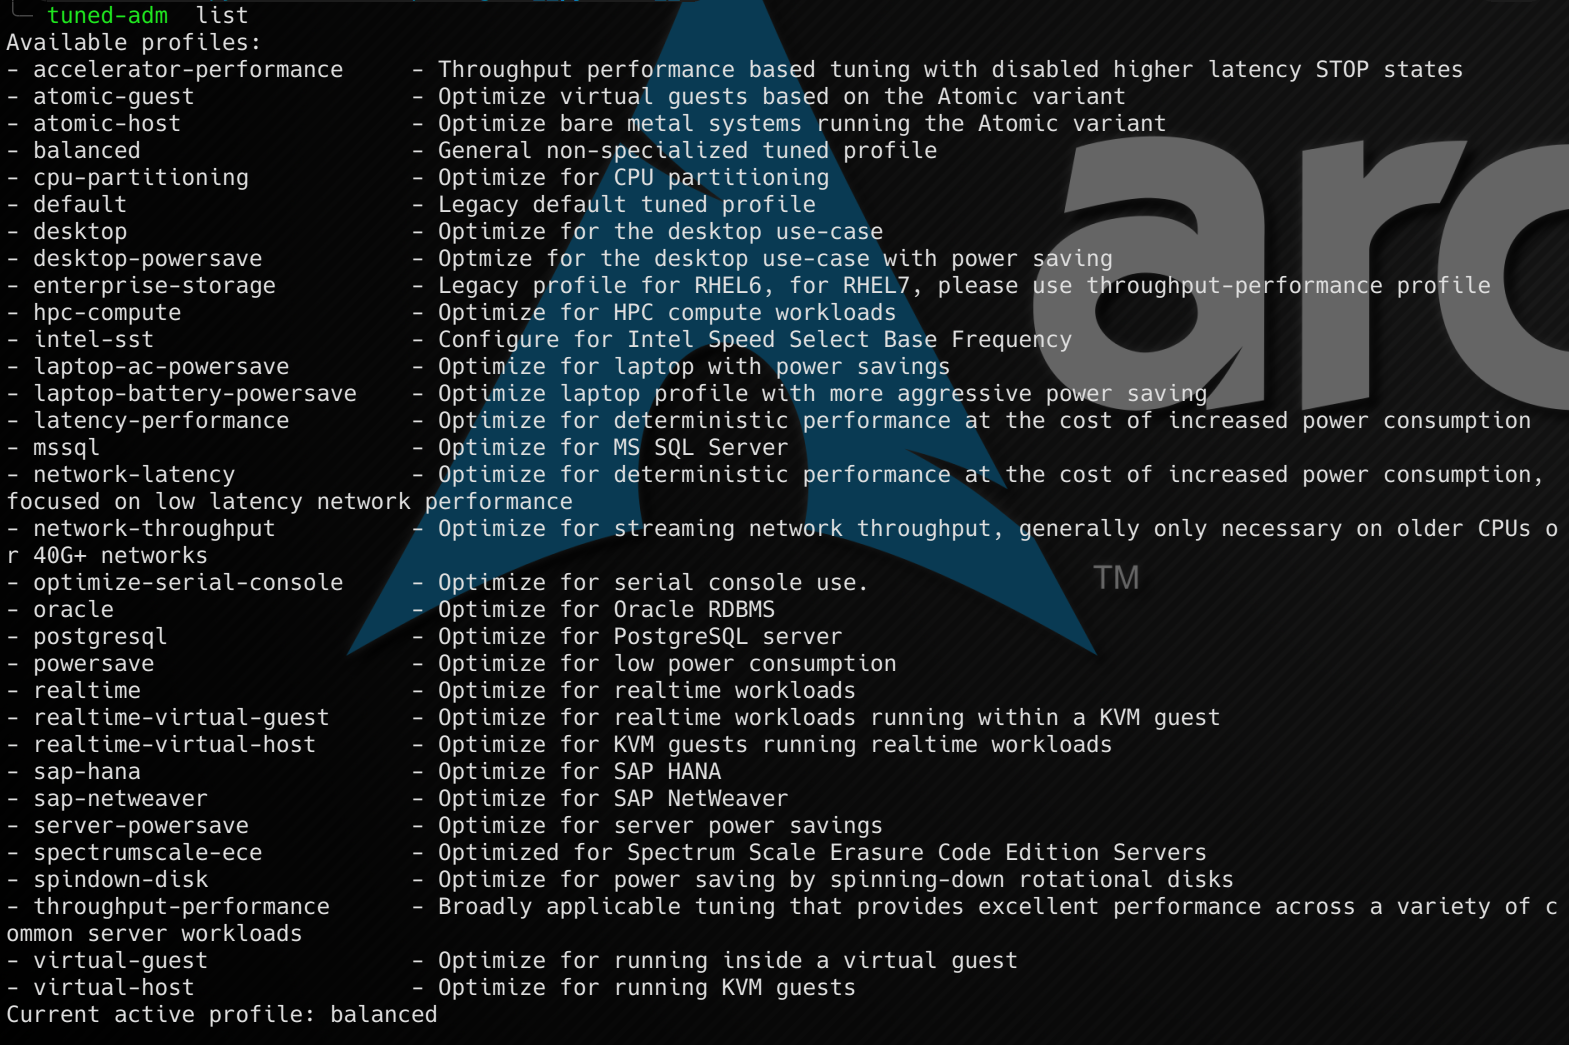 tuned-adm list
Available profiles:
- accelerator-performance - Throughput performance based tuning with disabled higher latency STOP states
- atomic-guest - Optimize virtual guests based on the Atomic variant
- atomic-host - Optimize bare metal systems running the Atomic variant
- balanced - General non-specialized tuned profile
- cpu-partitioning - Optimize for CPU partitioning
- default - Legacy default tuned profile
- desktop - Optimize for the desktop use-case
- desktop-powersave - Optmize for the desktop use-case with power saving
- enterprise-storage - Legacy profile for RHEL6, for RHEL7, please use throughput-performance profile
- hpc-compute - Optimize for HPC compute workloads
- intel-sst - Configure for Intel Speed Select Base Frequency
- laptop-ac-powersave - Optimize for laptop with power savings
- laptop-battery-powersave - Optimize laptop profile with more aggressive power saving
- latency-performance - Optimize for deterministic performance at the cost of increased power consumption
- mssql - Optimize for MS SQL Server
- network-latency - Optimize for deterministic performance at the cost of increased power consumption,
focused on low latency network performance
- network-throughput - Optimize for streaming network throughput, generally only necessary on older CPUs o
r 40G+ networks
- optimize-serial-console - Optimize for serial console use.
- oracle - Optimize for Oracle RDBMS
- postgresql - Optimize for PostgreSQL server
- powersave - Optimize for low power consumption
- realtime - Optimize for realtime workloads
- realtime-virtual-guest - Optimize for realtime workloads running within a KVM guest
- realtime-virtual-host - Optimize for KVM guests running realtime workloads
- sap-hana - Optimize for SAP HANA
- sap-netweaver - Optimize for SAP NetWeaver
- server-powersave - Optimize for server power savings
- spectrumscale-ece - Optimized for Spectrum Scale Erasure Code Edition Servers
- spindown-disk - Optimize for power saving by spinning-down rotational disks
- throughput-performance - Broadly applicable tuning that provides excellent performance across a variety of c
ommon server workloads
- virtual-guest - Optimize for running inside a virtual guest
- virtual-host - Optimize for running KVM guests
Current active profile: balanced
arc
TM